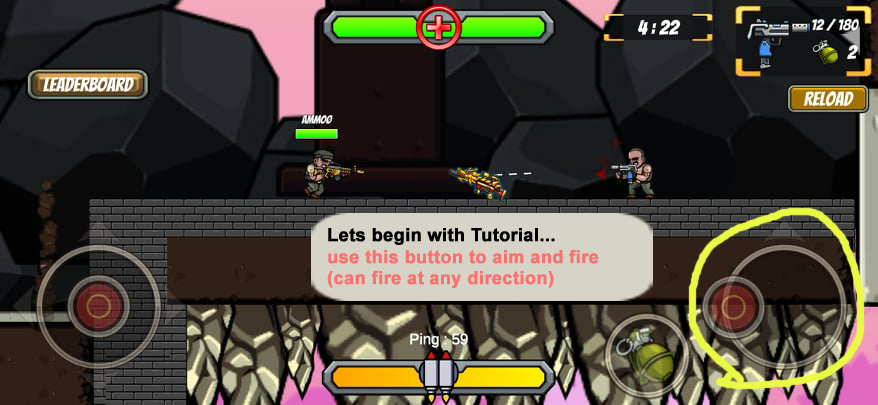 4:22
12 / 180
2
LEADERBOARD
RELOAD
AMMO0
Lets begin with Tutorial...
use this button to aim and fire
(can fire at any direction)
Ping : 59